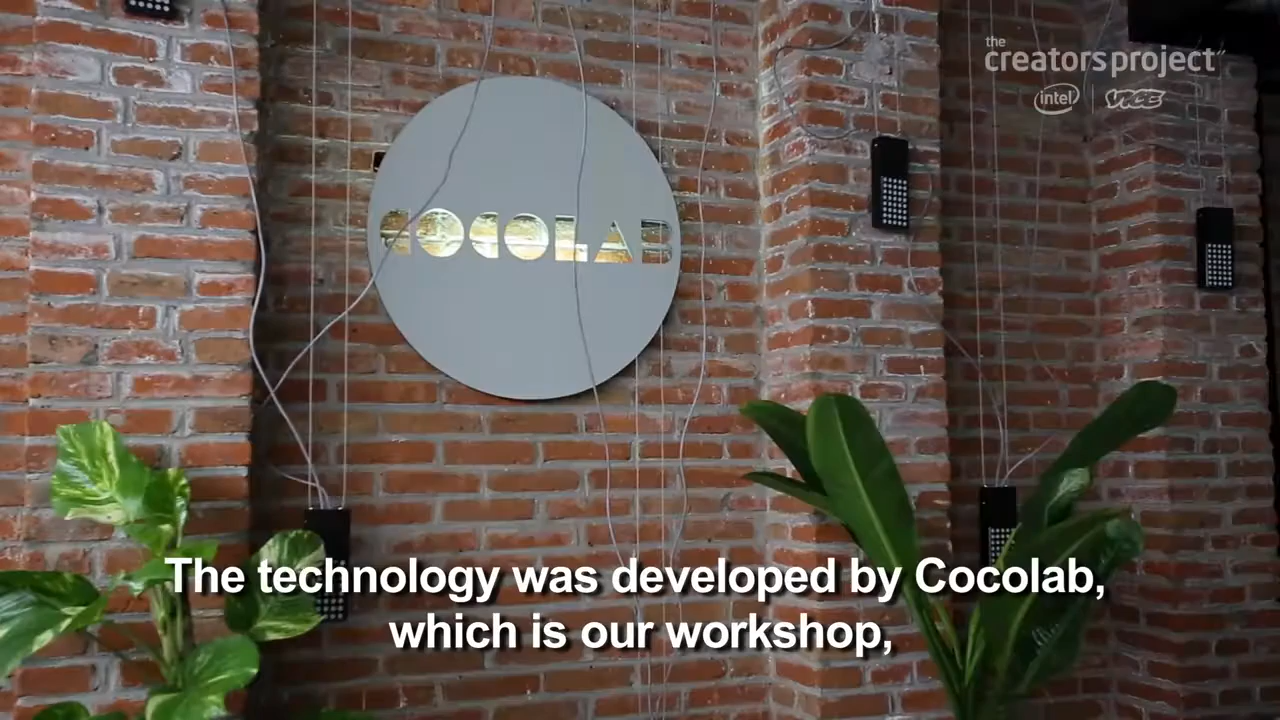 the
creatorsproject
intel
VICE
COCOLAB
The technology was developed by Cocolab,
which is our workshop,